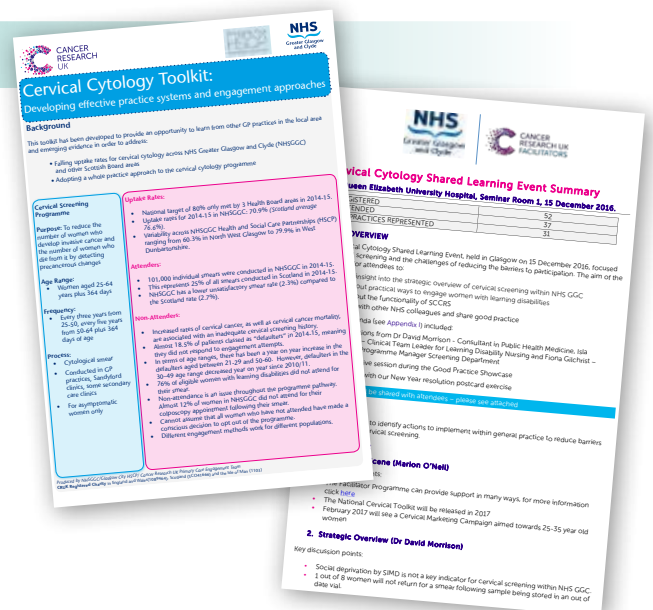 CANCER
RESEARCH
UK
NHS
Greater Glasgow
and Clyde
Cervical Cytology Toolkit:
Developing effective practice systems and engagement approaches
Background
This toolkit has been developed to provide an opportunity to learn from other GP practices in the local area
and emerging evidence in order to address:
• Falling uptake rates for cervical cytology across NHS Greater Glasgow and Clyde (NHSGGC)
and other Scottish Board areas
• Adopting a whole practice approach to the cervical cytology programme
Cervical Screening
Programme
Purpose: To reduce the
number of women who
develop invasive cancer and
the number of women who
die from it by detecting
precancerous changes
Age Range:
• Women aged 25-64
years plus 364 days
Frequency:
• Every three years from
25-50, every five years
from 50-64 plus 364
days of age
Process:
• Cytological smear
• Conducted in GP
practices, Sandyford
clinics, some secondary
care clinics
• For asymptomatic
women only
Uptake Rates:
• National target of 80% only met by 3 Health Board areas in 2014-15.
• Uptake rates for 2014-15 in NHSGGC: 70.9% (Scotland average
76.6%).
• Variability across NHSGGC Health and Social Care Partnerships (HSCP)
ranging from 60.3% in North West Glasgow to 79.9% in West
Dunbartonshire.
Attenders:
• 101,000 individual smears were conducted in NHSGGC in 2014-15.
• This represents 25% of all smears conducted in Scotland in 2014-15.
• NHSGGC has a lower unsatisfactory smear rate (2.3%) compared to
the Scotland rate (2.7%).
Non-Attenders:
• Increased rates of cervical cancer, as well as cervical cancer mortality,
are associated with an inadequate cervical screening history.
• Almost 18.5% of patients claimed as "defaulters" in 2014-15, meaning
they did not respond to engagement attempts.
• In terms of age ranges, there has been a year on year increase in the
defaulters aged between 21-29 and 50-60. However, defaulters in the
30-49 age range decreased year on year since 2010/11.
• 76% of eligible women with learning disabilities did not attend for
their smear.
• Non-attendance is an issue throughout the programme pathway.
Almost 12% of women in NHSGGC did not attend for their
colposcopy appointment following their smear.
• Cannot assume that all women who have not attended have made a
conscious decision to opt out of the programme.
• Different engagement methods work for different populations.
NHS
Greater Glasgow
and Clyde
CANCER
RESEARCH UK
FACILITATORS
vical Cytology Shared Learning Event Summary
ueen Elizabeth University Hospital, Seminar Room 1, 15 December 2016.
GISTERED 52
ENDED 37
PRACTICES REPRESENTED 31
OVERVIEW
al Cytology Shared Learning Event, held in Glasgow on 15 December 2016, focused
screening and the challenges of reducing the barriers to participation. The aim of the
or attendees to:
insight into the strategic overview of cervical screening within NHS GGC
out practical ways to engage women with learning disabilities
ut the functionality of SCCRS
with other NHS colleagues and share good practice
nda (see Appendix I) included:
ions from Dr David Morrison - Consultant in Public Health Medicine, Isla
– Clinical Team Leader for Learning Disability Nursing and Fiona Gilchrist –
ogramme Manager Screening Department
ive session during the Good Practice Showcase
with our New Year resolution postcard exercise
be shared with attendees – please see attached
to identify actions to implement within general practice to reduce barriers
ervical screening.
cene (Marion O'Neil)
nts:
The Facilitator Programme can provide support in many ways, for more information
click here
• The National Cervical Toolkit will be released in 2017
• February 2017 will see a Cervical Marketing Campaign aimed towards 25-35 year old
women
2. Strategic Overview (Dr David Morrison)
Key discussion points:
• Social deprivation by SIMD is not a key indicator for cervical screening within NHS GGC.
• 1 out of 8 women will not return for a smear following sample being stored in an out of
date vial.